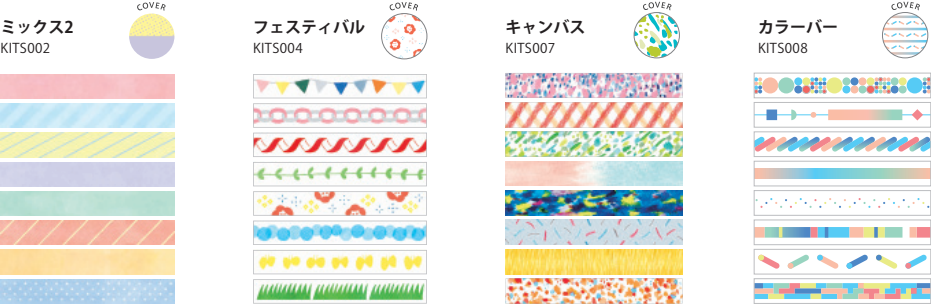 COVER
ミックス2
KITS002
COVER
フェスティバル
KITS004
COVER
キャンバス
KITS007
COVER
カラーバー
KITS008